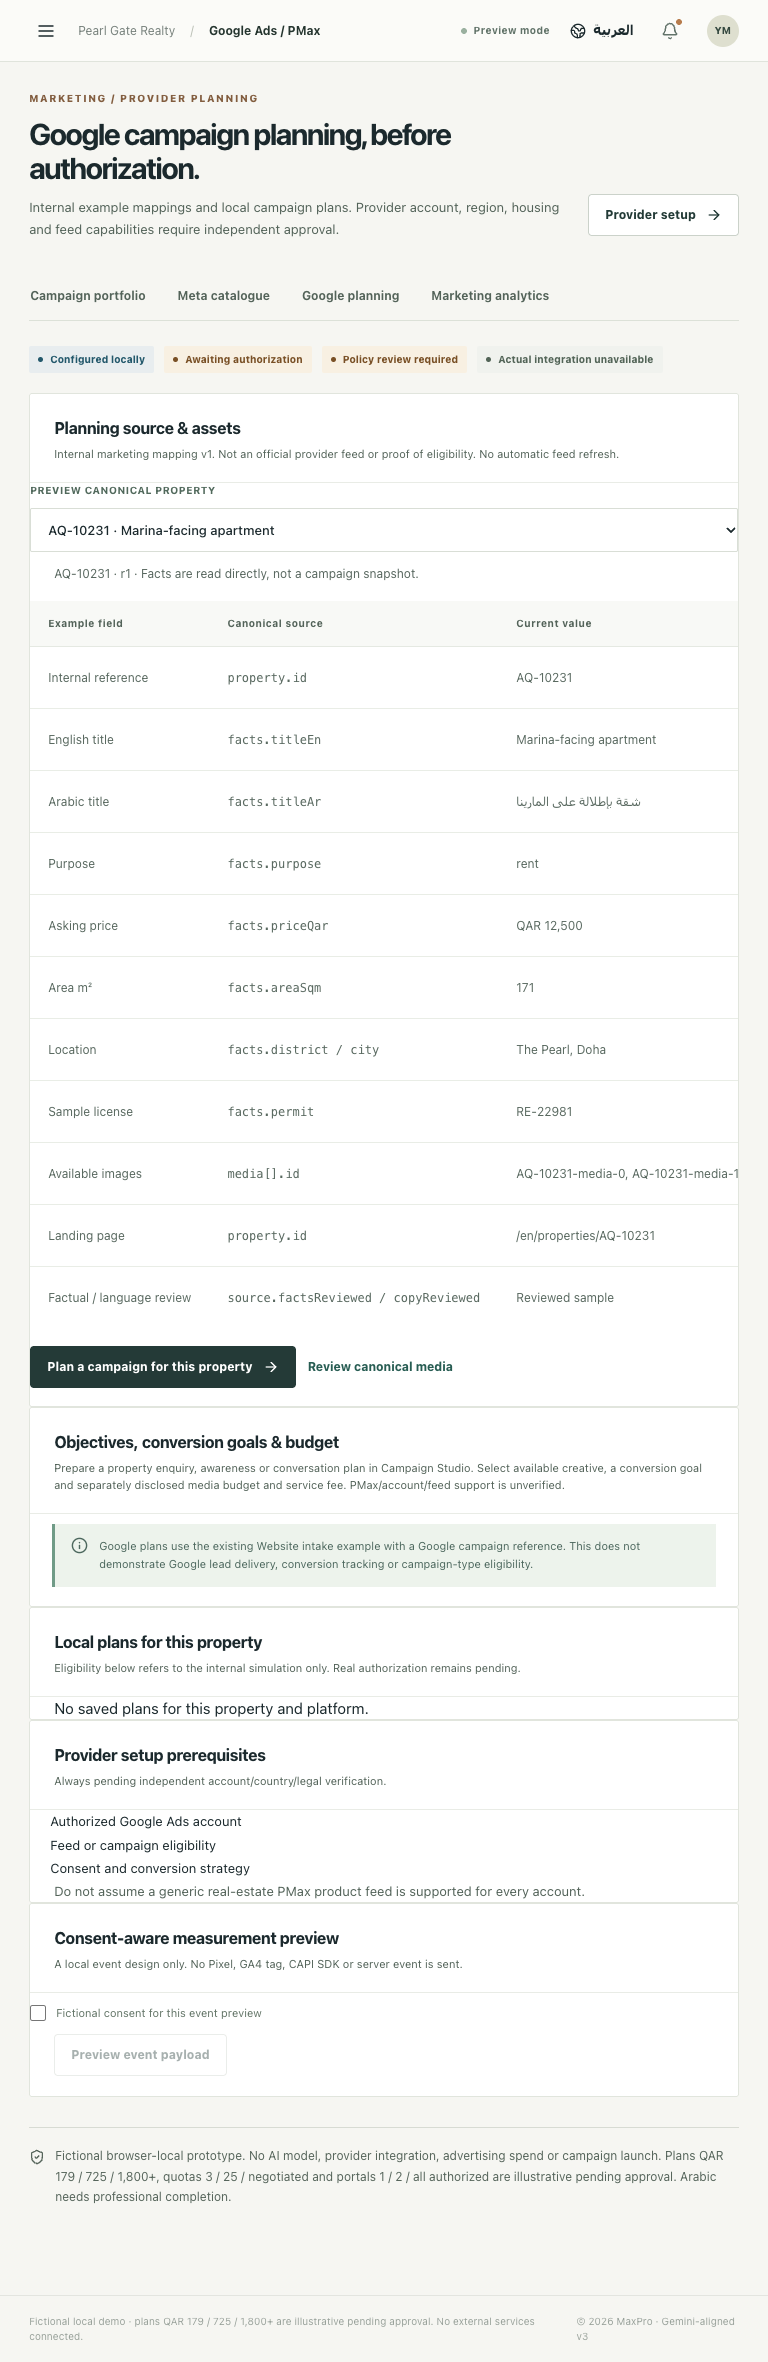 Pearl Gate Realty / Google Ads / PMax
Preview mode
العربية
YM
MARKETING / PROVIDER PLANNING
Google campaign planning, before
authorization.
Internal example mappings and local campaign plans. Provider account, region, housing
and feed capabilities require independent approval.
Provider setup
Campaign portfolio
Meta catalogue
Google planning
Marketing analytics
Configured locally
Awaiting authorization
Policy review required
Actual integration unavailable
Planning source & assets
Internal marketing mapping v1. Not an official provider feed or proof of eligibility. No automatic feed refresh.
PREVIEW CANONICAL PROPERTY
AQ-10231 · Marina-facing apartment
AQ-10231 · r1 · Facts are read directly, not a campaign snapshot.
Example field Canonical source Current value
Internal reference property.id AQ-10231
English title facts.titleEn Marina-facing apartment
Arabic title facts.titleAr شقة بإطلالة على المارينا
Purpose facts.purpose rent
Asking price facts.priceQar QAR 12,500
Area m² facts.areaSqm 171
Location facts.district / city The Pearl, Doha
Sample license facts.permit RE-22981
Available images media[].id AQ-10231-media-0, AQ-10231-media-1
Landing page property.id /en/properties/AQ-10231
Factual / language review source.factsReviewed / copyReviewed Reviewed sample
Plan a campaign for this property
Review canonical media
Objectives, conversion goals & budget
Prepare a property enquiry, awareness or conversation plan in Campaign Studio. Select available creative, a conversion goal
and separately disclosed media budget and service fee. PMax/account/feed support is unverified.
Google plans use the existing Website intake example with a Google campaign reference. This does not
demonstrate Google lead delivery, conversion tracking or campaign-type eligibility.
Local plans for this property
Eligibility below refers to the internal simulation only. Real authorization remains pending.
No saved plans for this property and platform.
Provider setup prerequisites
Always pending independent account/country/legal verification.
Authorized Google Ads account
Feed or campaign eligibility
Consent and conversion strategy
Do not assume a generic real-estate PMax product feed is supported for every account.
Consent-aware measurement preview
A local event design only. No Pixel, GA4 tag, CAPI SDK or server event is sent.
Fictional consent for this event preview
Preview event payload
Fictional browser-local prototype. No AI model, provider integration, advertising spend or campaign launch. Plans QAR
179 / 725 / 1,800+, quotas 3 / 25 / negotiated and portals 1 / 2 / all authorized are illustrative pending approval. Arabic
needs professional completion.
Fictional local demo · plans QAR 179 / 725 / 1,800+ are illustrative pending approval. No external services
connected.
© 2026 MaxPro · Gemini-aligned
v3